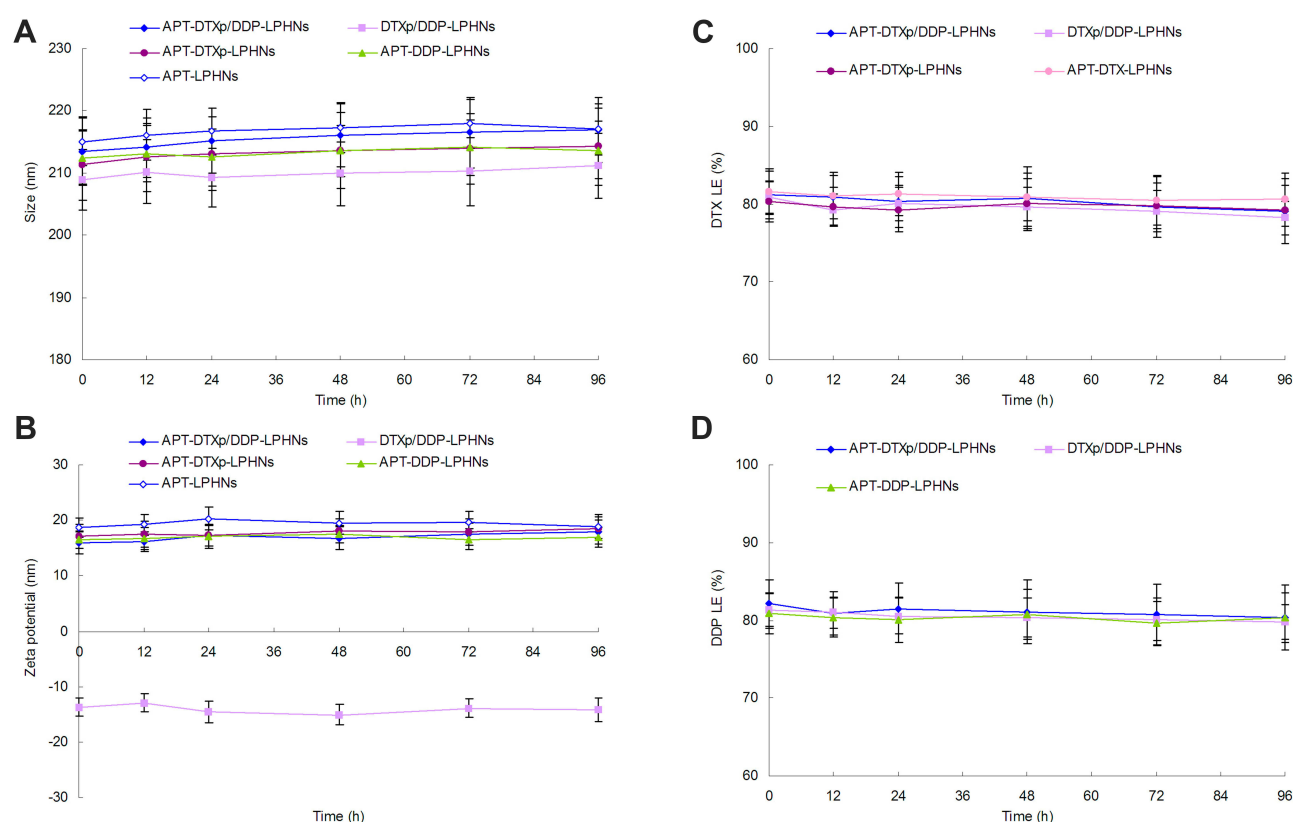 A
APT-DTXp/DDP-LPHNs
DTXp/DDP-LPHNs
APT-DTXp-LPHNs
APT-DDP-LPHNs
APT-LPHNs
230
220
210
200
190
180
Size (nm)
0 12 24 36 48 60 72 84 96
Time (h)
B
APT-DTXp/DDP-LPHNs
DTXp/DDP-LPHNs
APT-DTXp-LPHNs
APT-DDP-LPHNs
APT-LPHNs
30
20
10
0
-10
-20
-30
Zeta potential (nm)
0 12 24 36 48 60 72 84 96
Time (h)
C
APT-DTXp/DDP-LPHNs
DTXp/DDP-LPHNs
APT-DTXp-LPHNs
APT-DTX-LPHNs
100
90
80
70
60
DTX LE (%)
0 12 24 36 48 60 72 84 96
Time (h)
D
APT-DTXp/DDP-LPHNs
DTXp/DDP-LPHNs
APT-DDP-LPHNs
100
90
80
70
60
DDP LE (%)
0 12 24 36 48 60 72 84 96
Time (h)